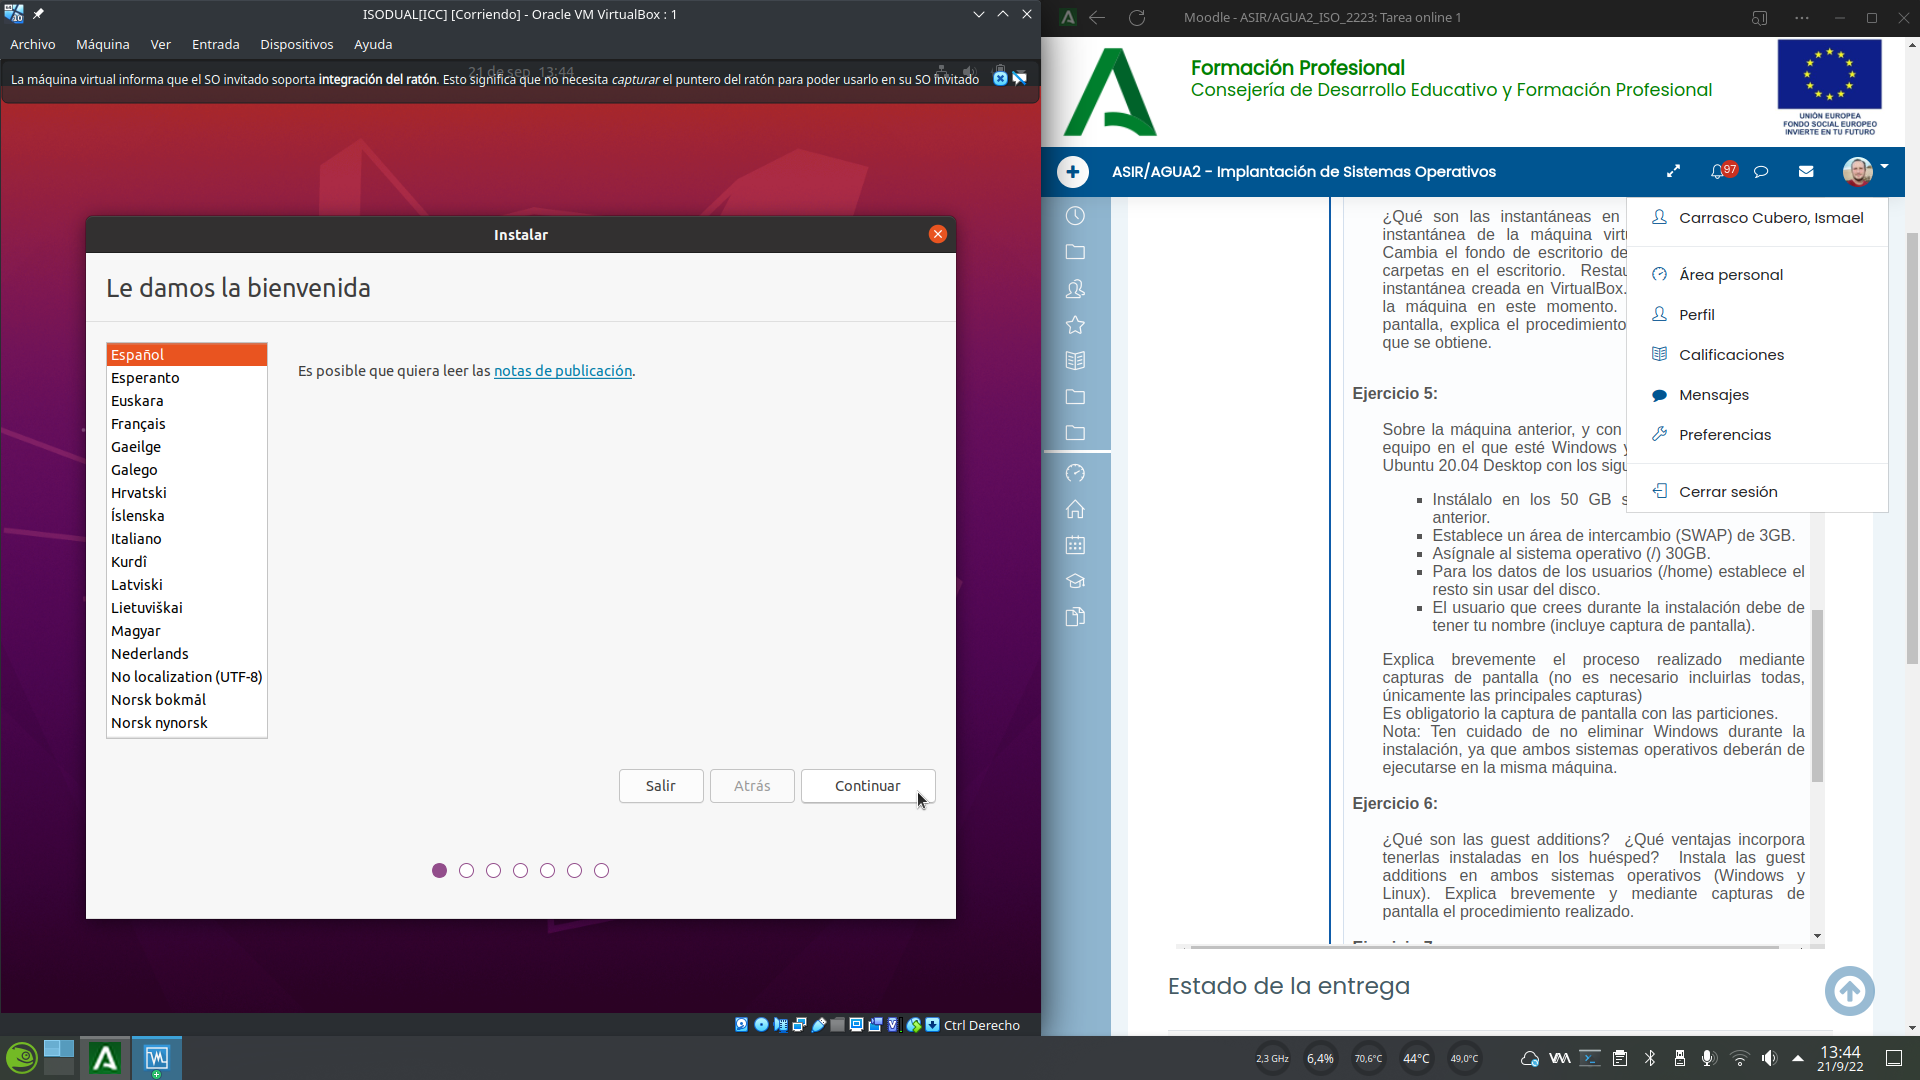 ISODUAL[ICC] [Corriendo] - Oracle VM VirtualBox : 1
Archivo Máquina Ver Entrada Dispositivos Ayuda
21 de sep 13:44
La máquina virtual informa que el SO invitado soporta integración del ratón. Esto significa que no necesita capturar el puntero del ratón para poder usarlo en su SO invitado
Instalar
Le damos la bienvenida
Español
Esperanto
Euskara
Français
Gaeilge
Galego
Hrvatski
Íslenska
Italiano
Kurdî
Latviski
Lietuviškai
Magyar
Nederlands
No localization (UTF-8)
Norsk bokmål
Norsk nynorsk
Es posible que quiera leer las notas de publicación.
Salir
Atrás
Continuar
Ctrl Derecho
Moodle - ASIR/AGUA2_ISO_2223: Tarea online 1
Formación Profesional
Consejería de Desarrollo Educativo y Formación Profesional
UNIÓN EUROPEA
FONDO SOCIAL EUROPEO
INVIERTE EN TU FUTURO
ASIR/AGUA2 - Implantación de Sistemas Operativos
97
¿Qué son las instantáneas en
instantánea de la máquina virtu
Cambia el fondo de escritorio de
carpetas en el escritorio. Restau
instantánea creada en VirtualBox.
la máquina en este momento.
pantalla, explica el procedimiento
que se obtiene.
Carrasco Cubero, Ismael
Área personal
Perfil
Calificaciones
Mensajes
Preferencias
Cerrar sesión
Ejercicio 5:
Sobre la máquina anterior, y con
equipo en el que esté Windows y
Ubuntu 20.04 Desktop con los sigu
Instálalo en los 50 GB s
anterior.
Establece un área de intercambio (SWAP) de 3GB.
Asígnale al sistema operativo (/) 30GB.
Para los datos de los usuarios (/home) establece el
resto sin usar del disco.
El usuario que crees durante la instalación debe de
tener tu nombre (incluye captura de pantalla).
Explica brevemente el proceso realizado mediante
capturas de pantalla (no es necesario incluirlas todas,
únicamente las principales capturas)
Es obligatorio la captura de pantalla con las particiones.
Nota: Ten cuidado de no eliminar Windows durante la
instalación, ya que ambos sistemas operativos deberán de
ejecutarse en la misma máquina.
Ejercicio 6:
¿Qué son las guest additions? ¿Qué ventajas incorpora
tenerlas instaladas en los huésped? Instala las guest
additions en ambos sistemas operativos (Windows y
Linux). Explica brevemente y mediante capturas de
pantalla el procedimiento realizado.
Estado de la entrega
2,3 GHz
6,4%
70,6°C
44°C
49,0°C
13:44
21/9/22